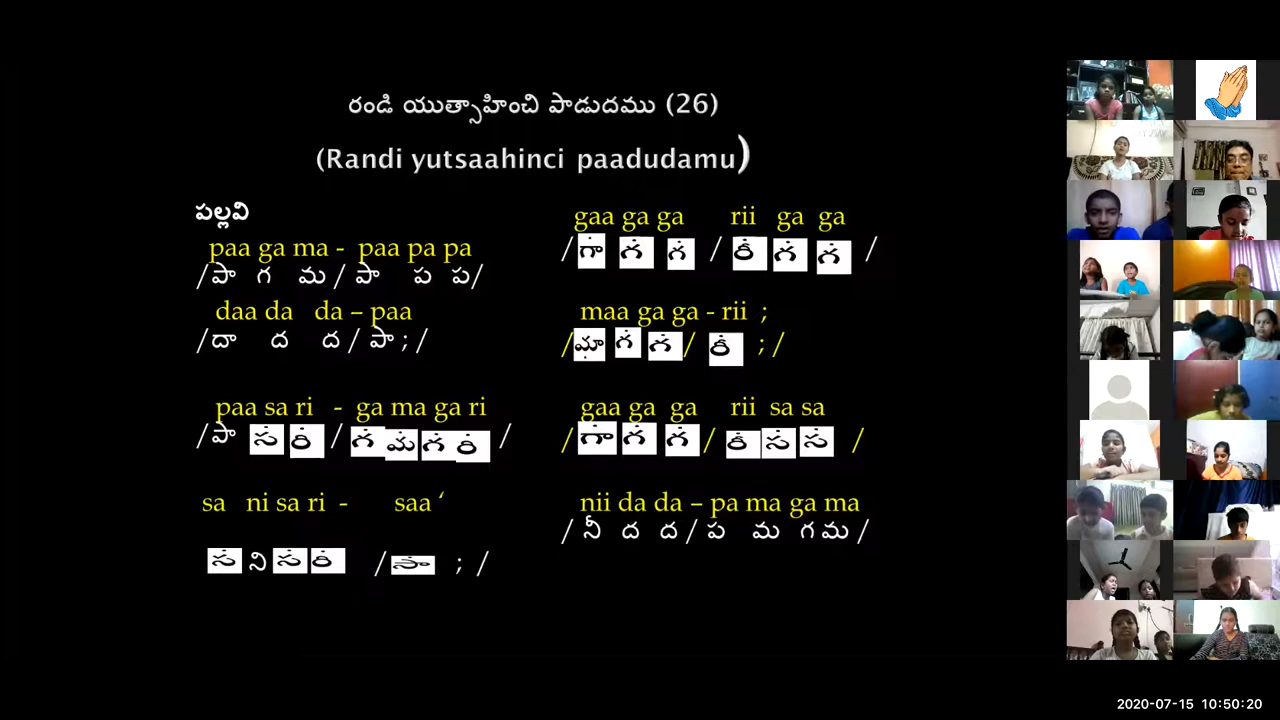 రండి యుత్సాహించి పాడుదము (26)
(Randi yutsaahinci paadudamu)
పల్లవి
paa ga ma - paa pa pa
/పా గ మ / పా ప ప/
daa da da – paa
/దా ద ద / పా ; /
paa sa ri - ga ma ga ri
/పా స రి / గ మ గ రి /
sa ni sa ri - saa ‘
స ని స రి / సా ; /
gaa ga ga rii ga ga
/ గా గ గ / రీ గ గ /
maa ga ga - rii ;
/ మా గ గ / రీ ; /
gaa ga ga rii sa sa
/ గా గ గ / రీ స స /
nii da da – pa ma ga ma
/ నీ ద ద / ప మ గ మ /
2020-07-15 10:50:20